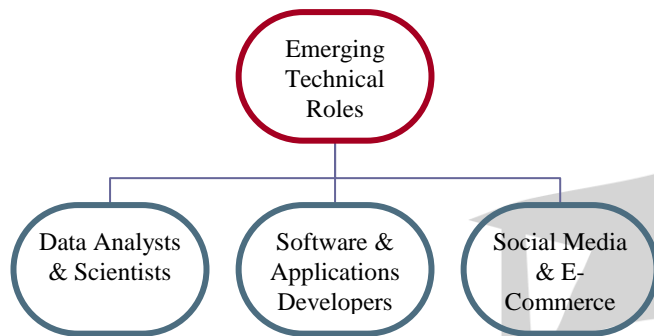 Emerging
Technical
Roles
Data Analysts
& Scientists
Software &
Applications
Developers
Social Media
& E-
Commerce